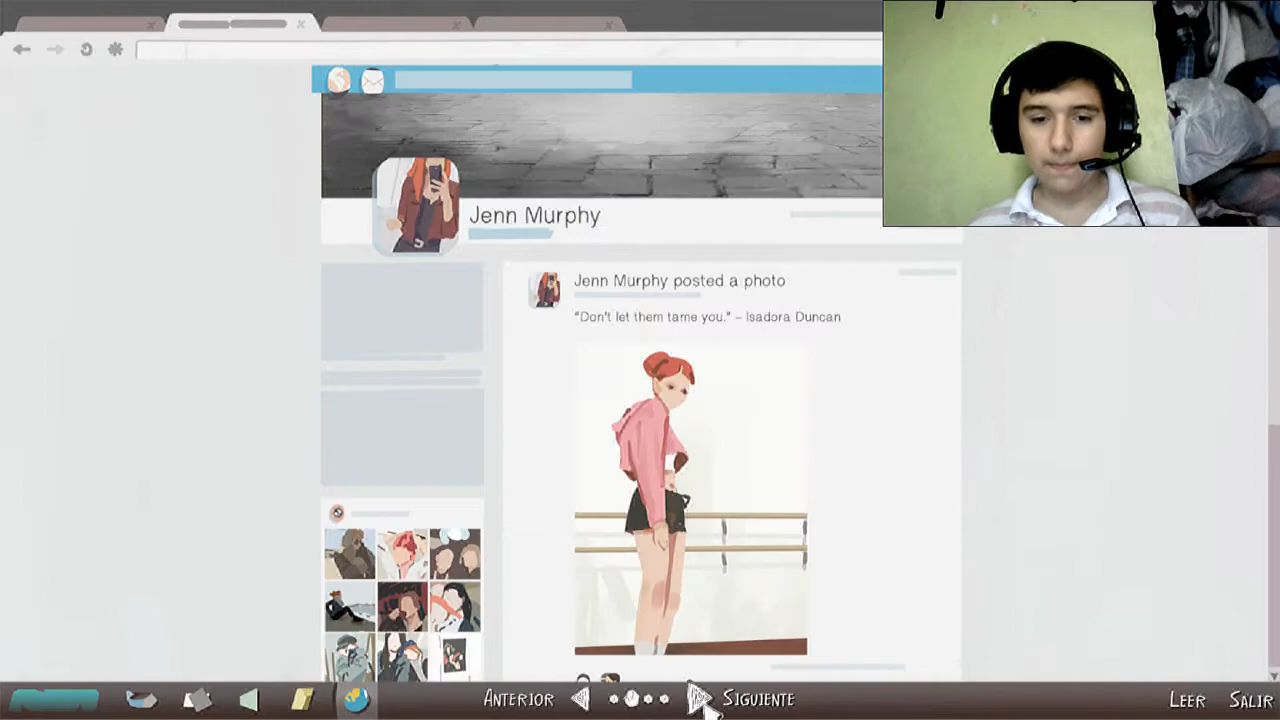 Jenn Murphy
Jenn Murphy posted a photo
"Don't let them tame you." – Isadora Duncan
ANTERIOR
SIGUIENTE
LEER
SALIR